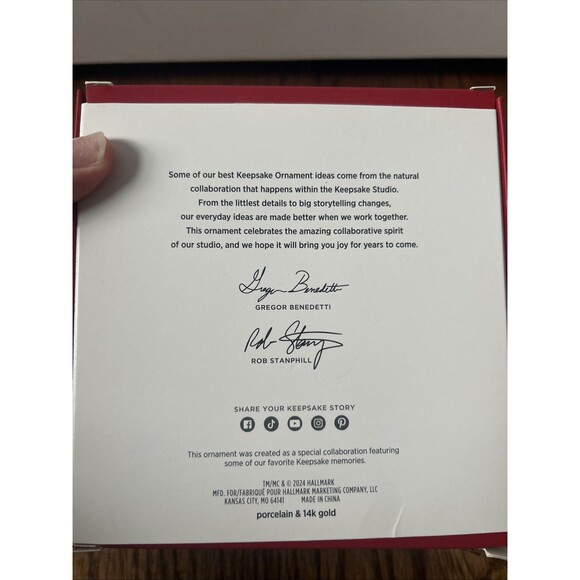 Some of our best Keepsake Ornament ideas come from the natural
collaboration that happens within the Keepsake Studio.
From the littlest details to big storytelling changes,
our everyday ideas are made better when we work together.
This ornament celebrates the amazing collaborative spirit
of our studio, and we hope it will bring you joy for years to come.
Gregor Benedetti
GREGOR BENEDETTI
Rob Stanp
ROB STANPHILL
SHARE YOUR KEEPSAKE STORY
This ornament was created as a special collaboration featuring
some of our favorite Keepsake memories.
TM/MC & © 2024 HALLMARK
MFD. FOR/FABRIQUÉ POUR HALLMARK MARKETING COMPANY, LLC
KANSAS CITY, MO 64141 MADE IN CHINA
porcelain & 14k gold